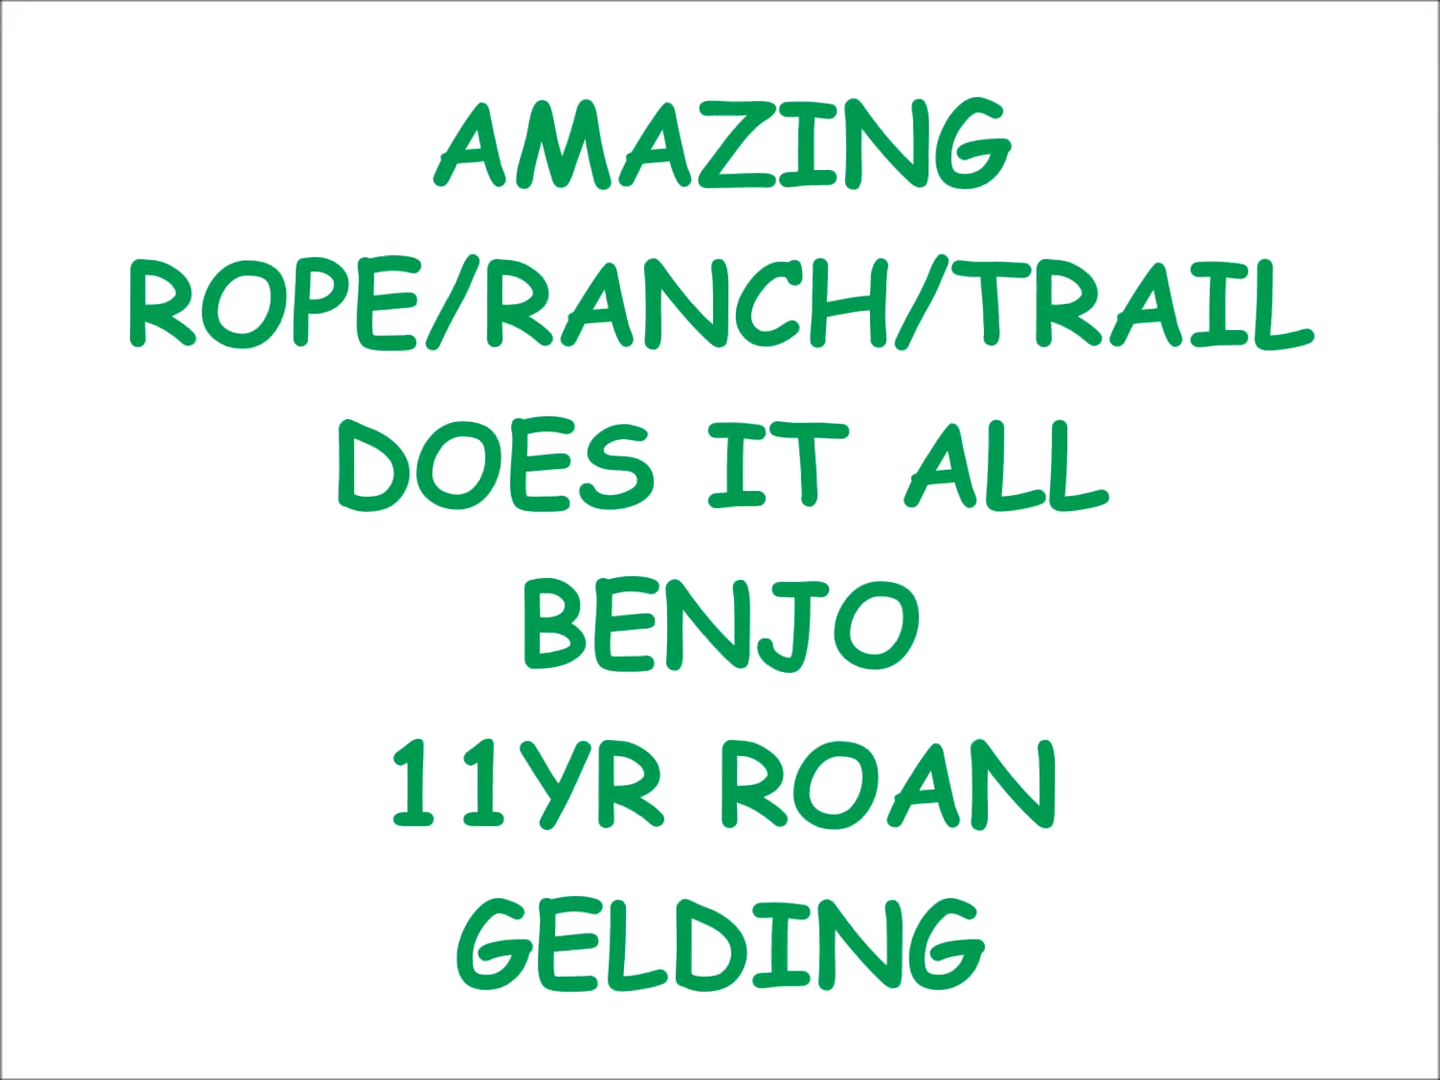 AMAZING
ROPE/RANCH/TRAIL
DOES IT ALL
BENJO
11YR ROAN
GELDING